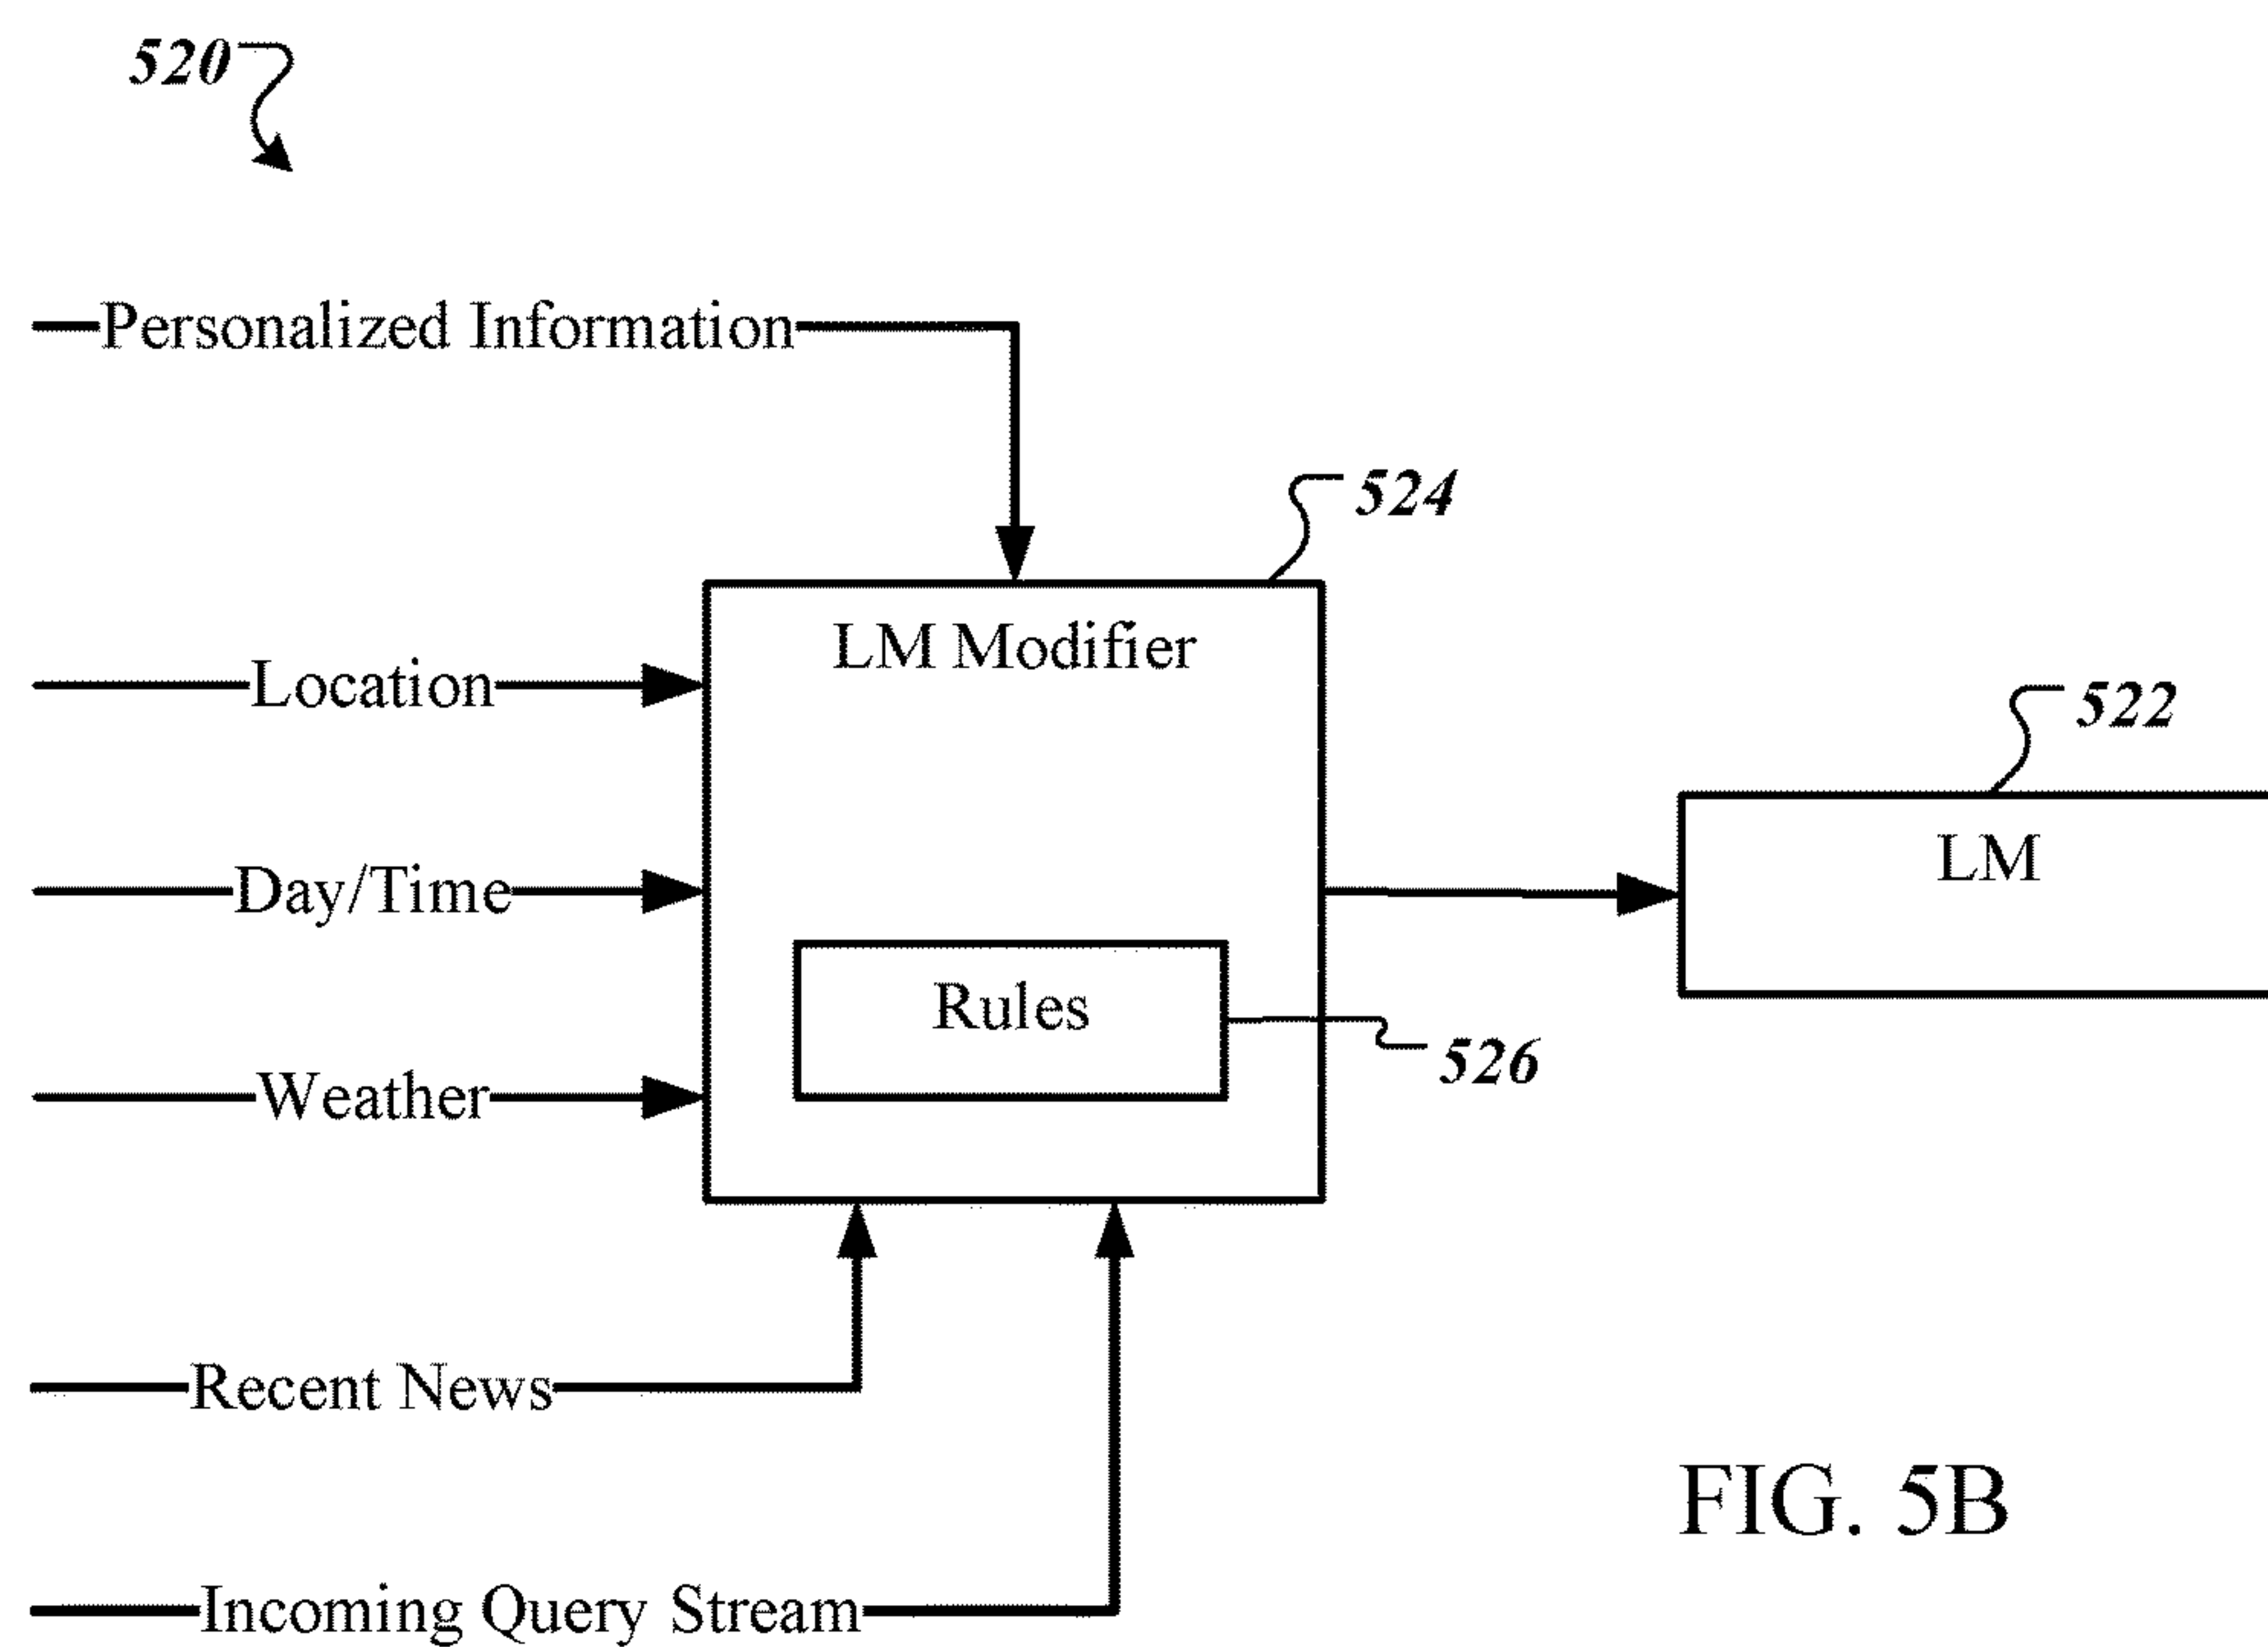 520
Personalized Information
524
LM Modifier
Location
522
LM
Day/Time
Rules
526
Weather
Recent News
FIG. 5B
Incoming Query Stream